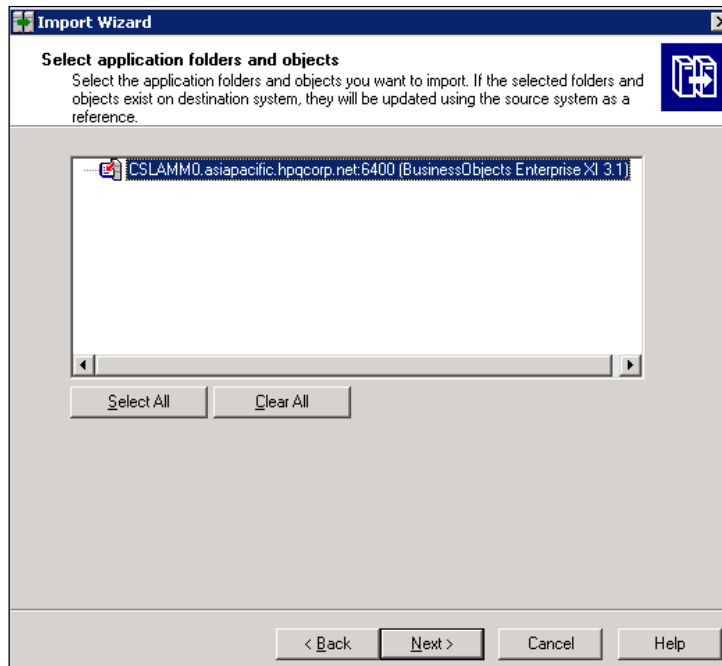 Import Wizard
Select application folders and objects
Select the application folders and objects you want to import. If the selected folders and
objects exist on destination system, they will be updated using the source system as a
reference.
CSLAMM0.asiapacific.hpqcorp.net:6400 (BusinessObjects Enterprise XI 3.1)
Select All Clear All
< Back Next > Cancel Help